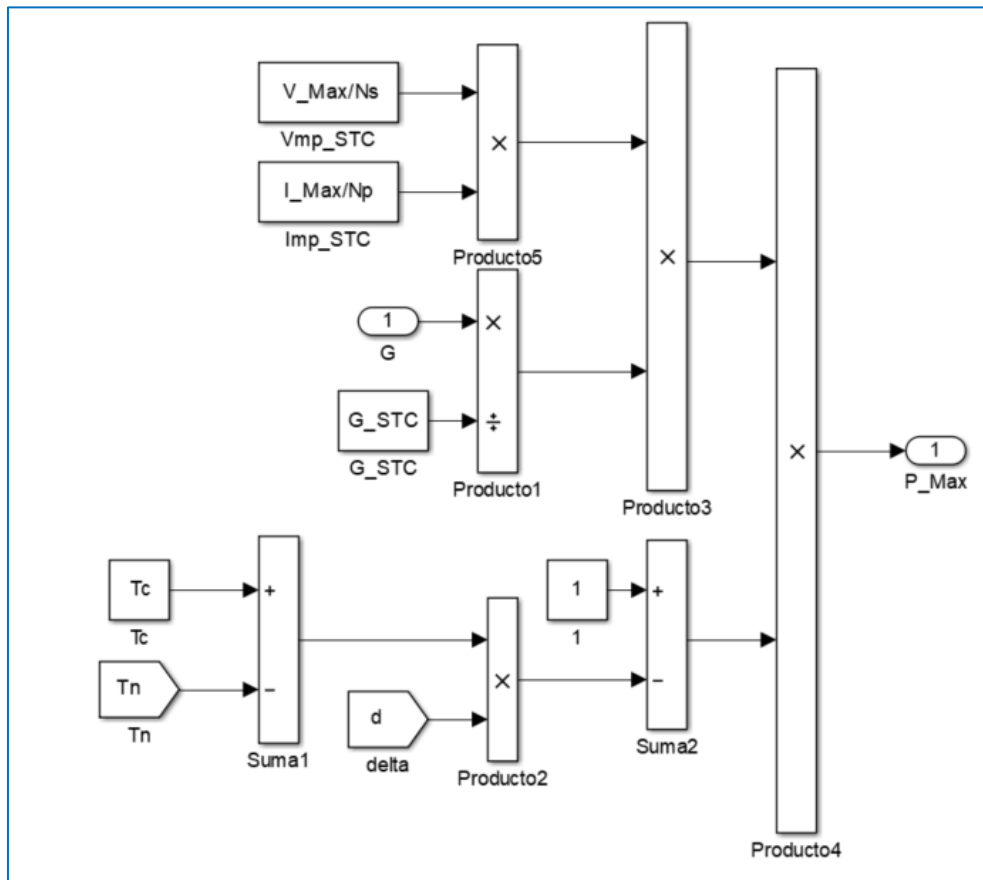 V_Max/Ns
Vmp_STC
I_Max/Np
Imp_STC
×
Producto5
1
G
×
G_STC
G_STC
÷
Producto1
×
Producto3
×
1
P_Max
Tc
Tc
+
Tn
Tn
−
Suma1
d
delta
×
Producto2
1
1
+
−
Suma2
Producto4